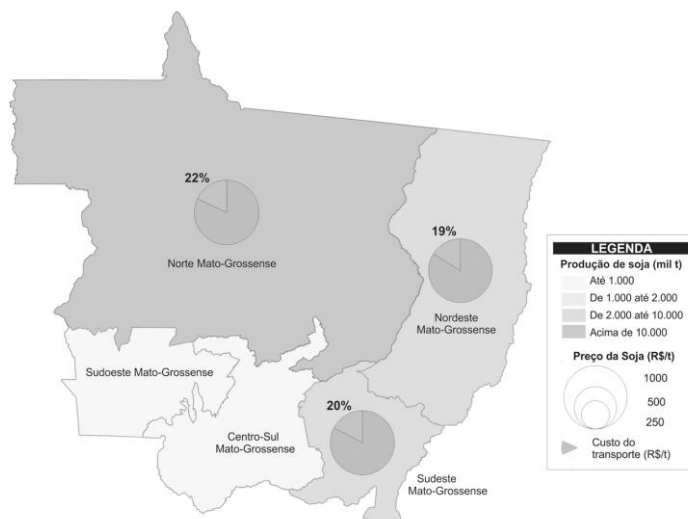 22%
Norte Mato-Grossense
19%
Nordeste
Mato-Grossense
Sudoeste Mato-Grossense
Centro-Sul
Mato-Grossense
20%
Sudeste
Mato-Grossense
LEGENDA
Produção de soja (mil t)
Até 1.000
De 1.000 até 2.000
De 2.000 até 10.000
Acima de 10.000
Preço da Soja (R$/t)
1000
500
250
Custo do
transporte (R$/t)